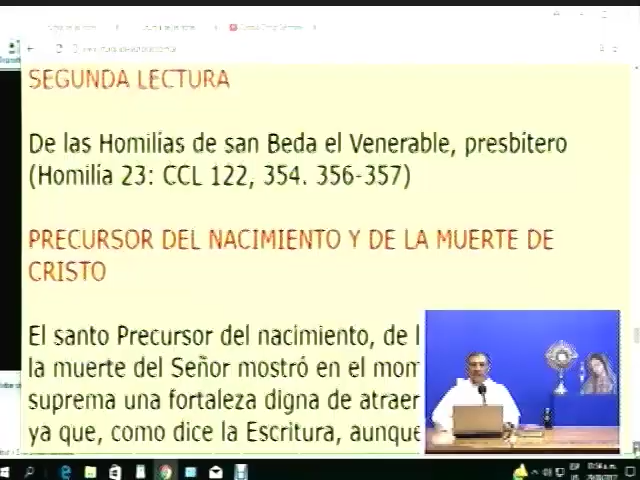 SEGUNDA LECTURA
De las Homilías de san Beda el Venerable, presbítero
(Homilía 23: CCL 122, 354. 356-357)
PRECURSOR DEL NACIMIENTO Y DE LA MUERTE DE
CRISTO
El santo Precursor del nacimiento, de l
la muerte del Señor mostró en el mom
suprema una fortaleza digna de atraer
ya que, como dice la Escritura, aunque